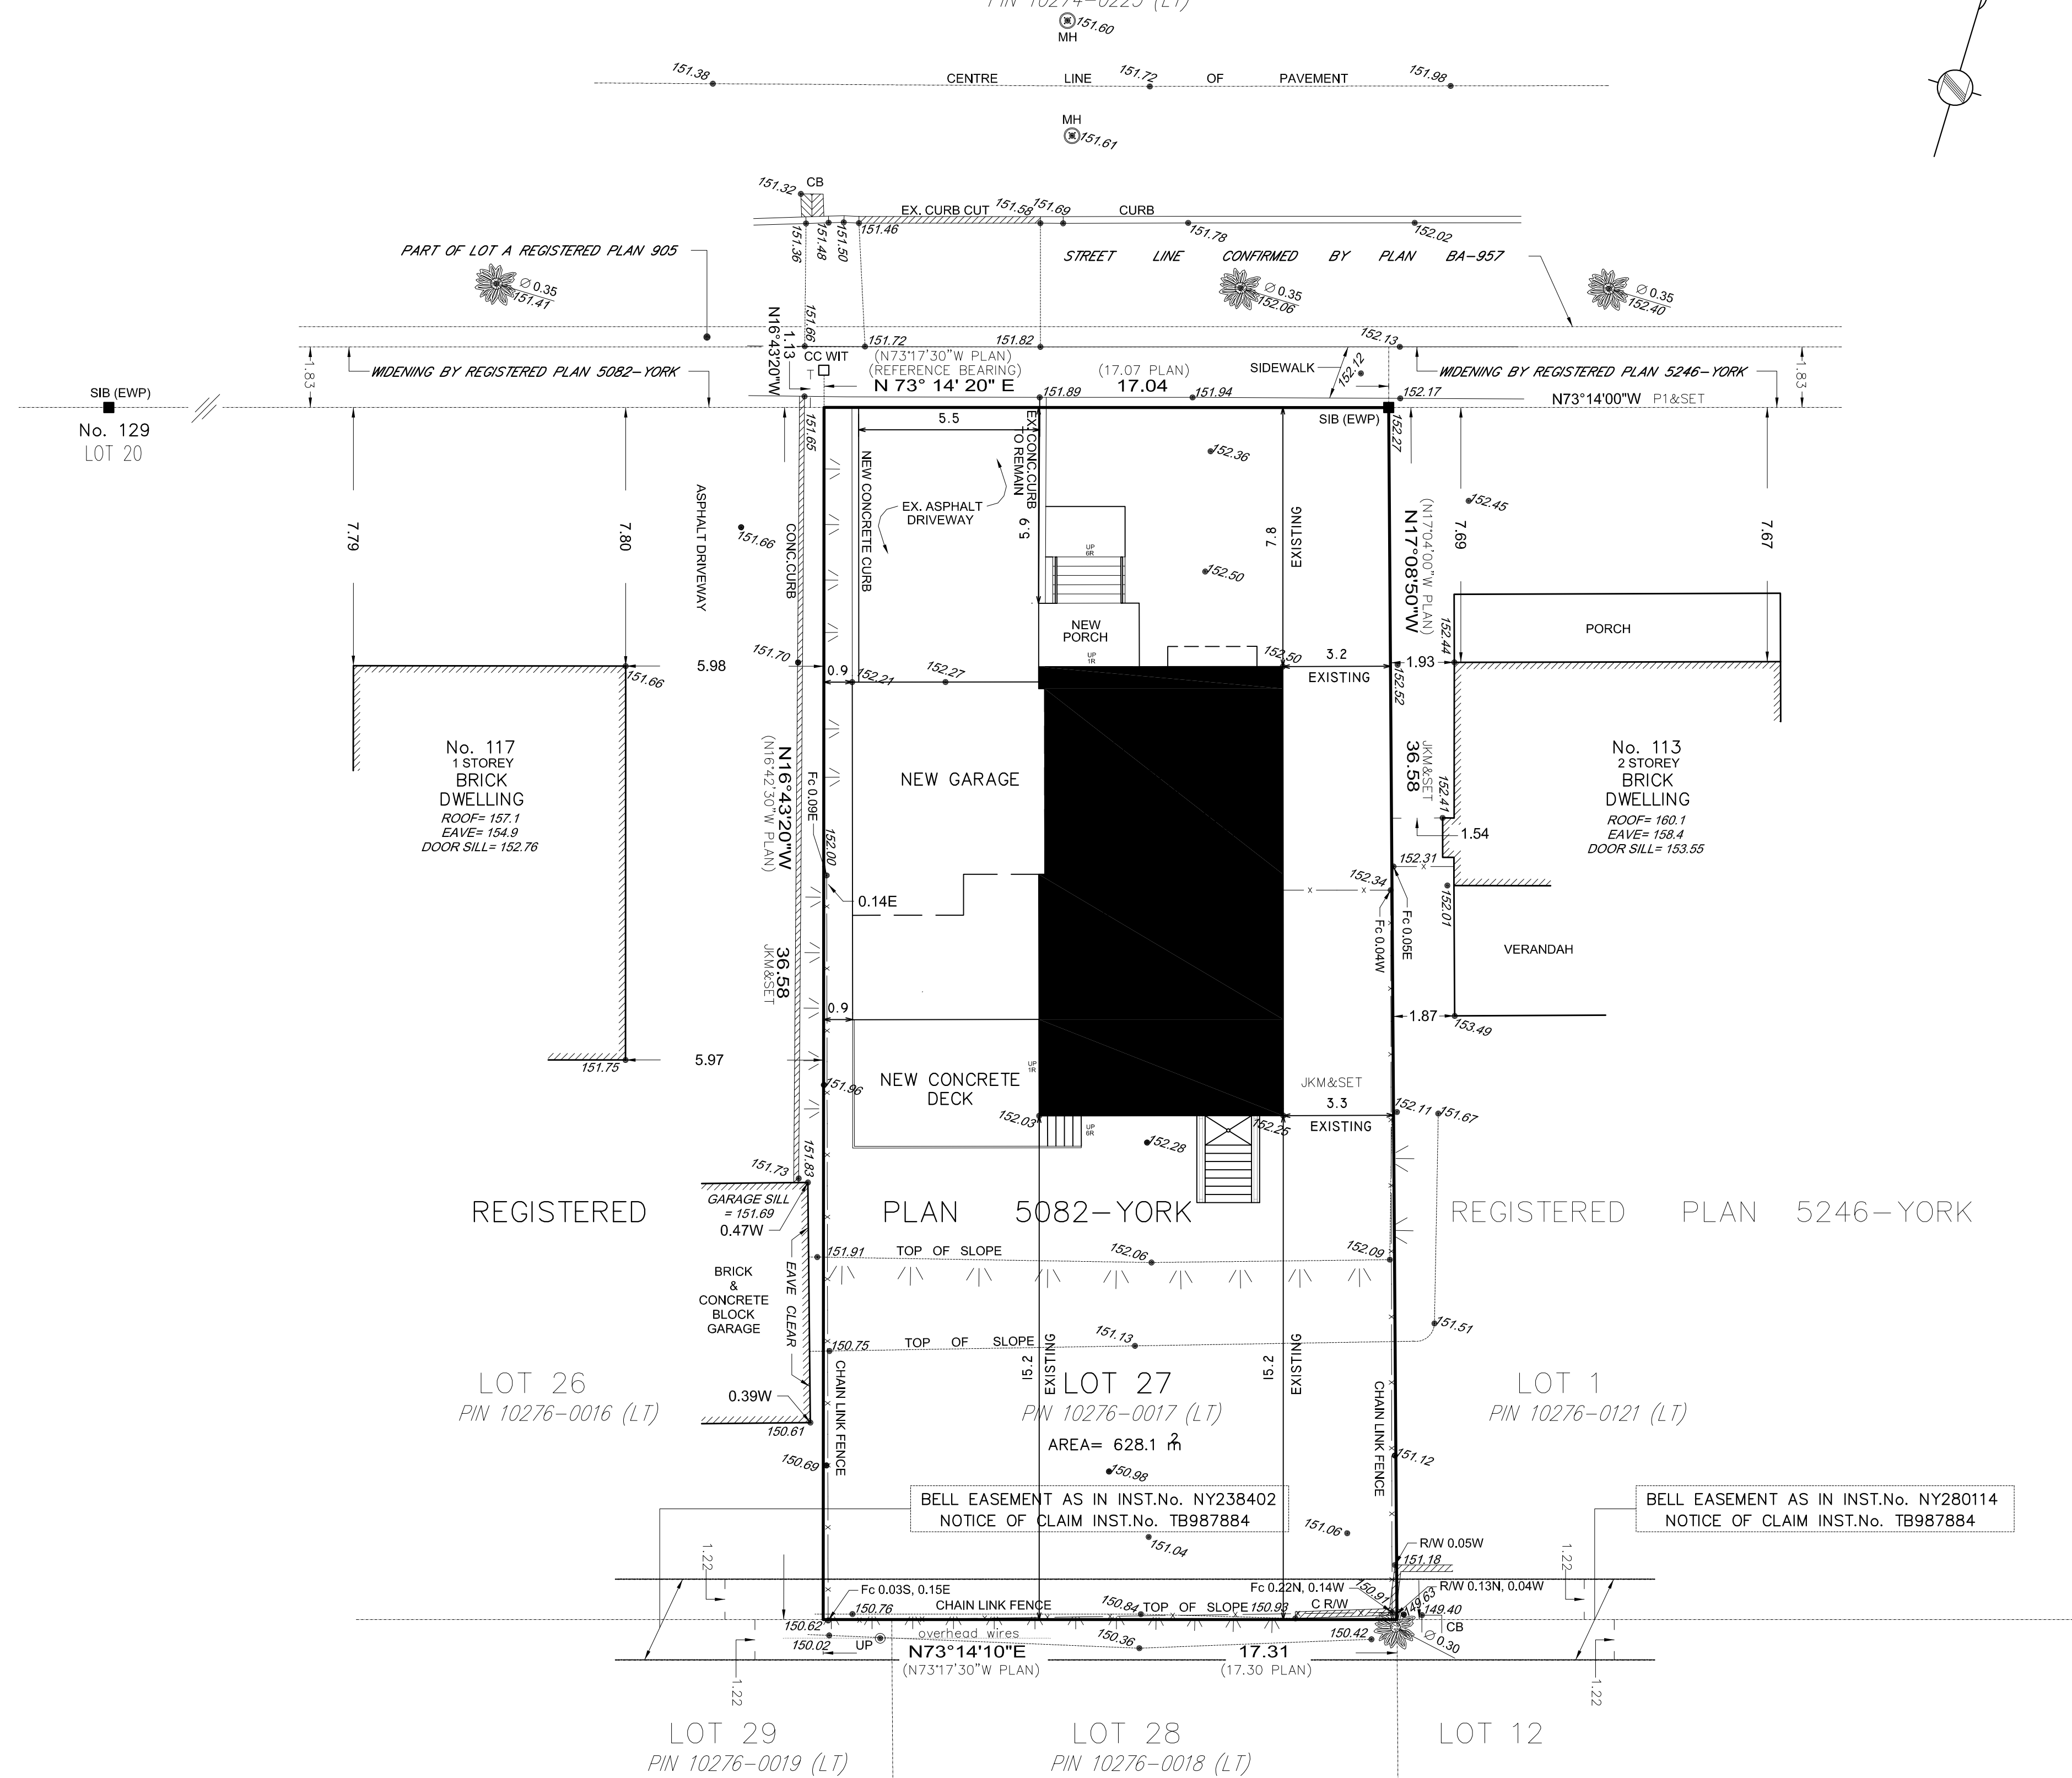 PIN 10274-0225 (LT)
151.60
MH
151.38
CENTRE LINE OF PAVEMENT
151.72
151.98
MH
151.61
151.32
CB
EX. CURB CUT
151.58
151.69
CURB
151.36
151.48
151.50
151.46
151.78
152.02
PART OF LOT A REGISTERED PLAN 905
STREET LINE CONFIRMED BY PLAN BA-957
∅ 0.35
151.41
∅ 0.35
152.06
∅ 0.35
152.40
N16°43'20"W
1.13
151.66
151.72
151.82
152.13
CC WIT
T
(N73°17'30"W PLAN)
(REFERENCE BEARING)
N 73° 14' 20" E
(17.07 PLAN)
17.04
SIDEWALK
152.12
1.83
WIDENING BY REGISTERED PLAN 5082-YORK
WIDENING BY REGISTERED PLAN 5246-YORK
1.83
SIB (EWP)
No. 129
LOT 20
151.89
151.94
152.17
N73°14'00"W P1&SET
SIB (EWP)
151.65
5.5
EX. CONC.CURB
TO REMAIN
152.36
152.27
NEW CONCRETE CURB
EX. ASPHALT
DRIVEWAY
5.9
7.8
EXISTING
ASPHALT DRIVEWAY
151.66
CONC.CURB
7.79
7.80
(N17°04'00"W PLAN)
N17°08'50"W
152.45
7.69
7.67
UP
6R
152.50
NEW
PORCH
UP
1R
PORCH
152.44
151.70
5.98
151.66
0.9
152.21
152.27
152.50
3.2
EXISTING
1.93
152.52
No. 117
1 STOREY
BRICK
DWELLING
ROOF= 157.1
EAVE= 154.9
DOOR SILL= 152.76
N16°43'20"W
(N16°42'30"W PLAN)
Fc 0.09E
152.00
NEW GARAGE
JKM&SET
36.58
152.41
1.54
No. 113
2 STOREY
BRICK
DWELLING
ROOF= 160.1
EAVE= 158.4
DOOR SILL= 153.55
152.31
152.34
0.14E
152.01
Fc 0.05E
Fc 0.04W
VERANDAH
36.58
JKM&SET
0.9
1.87
153.49
5.97
151.75
151.96
NEW CONCRETE
DECK
UP
1R
JKM&SET
3.3
EXISTING
152.03
UP
6R
152.25
152.11
151.67
152.28
151.73
151.83
GARAGE SILL
= 151.69
0.47W
REGISTERED PLAN 5082-YORK
REGISTERED PLAN 5246-YORK
151.91
TOP OF SLOPE
152.06
152.09
BRICK
&
CONCRETE
BLOCK
GARAGE
EAVE CLEAR
150.75
TOP OF SLOPE
151.13
151.51
15.2
EXISTING
15.2
EXISTING
LOT 26
PIN 10276-0016 (LT)
0.39W
150.61
CHAIN LINK FENCE
LOT 27
PIN 10276-0017 (LT)
AREA= 628.1 m2
CHAIN LINK FENCE
LOT 1
PIN 10276-0121 (LT)
150.69
151.12
150.98
BELL EASEMENT AS IN INST.No. NY238402
NOTICE OF CLAIM INST.No. TB987884
BELL EASEMENT AS IN INST.No. NY280114
NOTICE OF CLAIM INST.No. TB987884
151.06
151.04
R/W 0.05W
151.18
1.22
1.22
Fc 0.03S, 0.15E
Fc 0.22N, 0.14W
150.97
R/W 0.13N, 0.04W
150.76
CHAIN LINK FENCE
150.84
TOP OF SLOPE
150.93
C R/W
149.63
149.40
CB
150.62
150.02
UP
overhead wires
150.36
150.42
∅ 0.30
N73°14'10"E
(N73°17'30"W PLAN)
17.31
(17.30 PLAN)
1.22
1.22
LOT 29
PIN 10276-0019 (LT)
LOT 28
PIN 10276-0018 (LT)
LOT 12